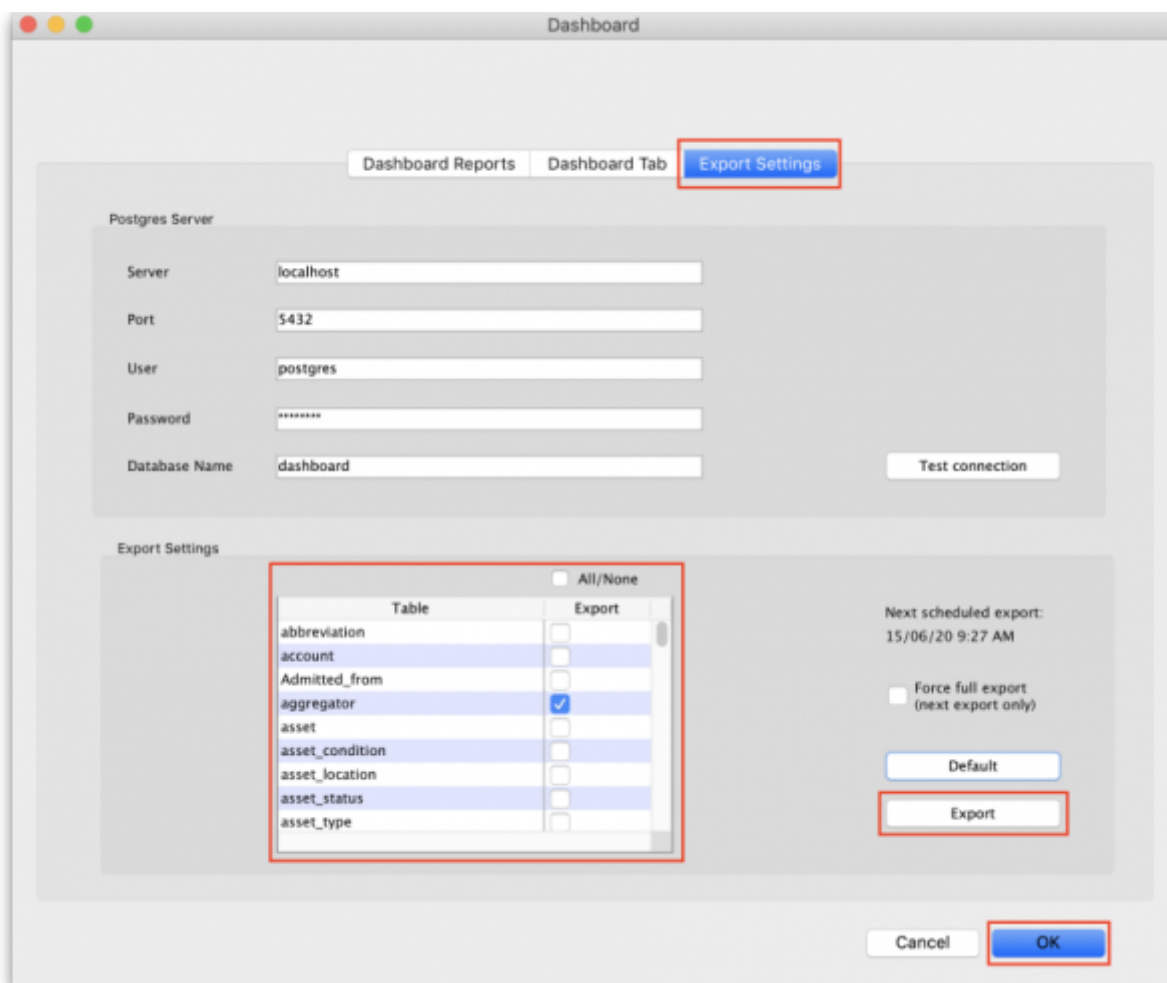 Dashboard
Dashboard Reports
Dashboard Tab
Export Settings
Postgres Server
Server
localhost
Port
5432
User
postgres
Password
********
Database Name
dashboard
Test connection
Export Settings
All/None
Table
Export
abbreviation
account
Admitted_from
aggregator
asset
asset_condition
asset_location
asset_status
asset_type
Next scheduled export:
15/06/20 9:27 AM
Force full export
(next export only)
Default
Export
Cancel
OK